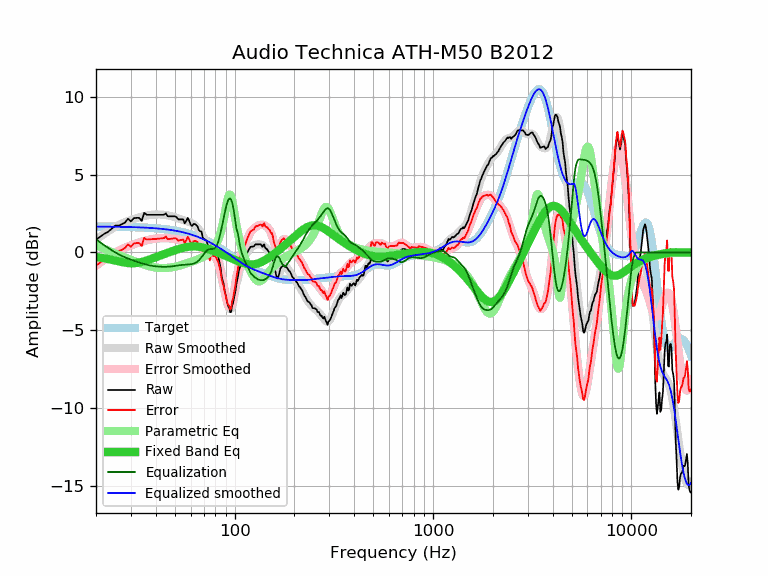 Audio Technica ATH-M50 B2012
Amplitude (dBr)
10
5
0
−5
−10
−15
Target
Raw Smoothed
Error Smoothed
Raw
Error
Parametric Eq
Fixed Band Eq
Equalization
Equalized smoothed
100
1000
10000
Frequency (Hz)